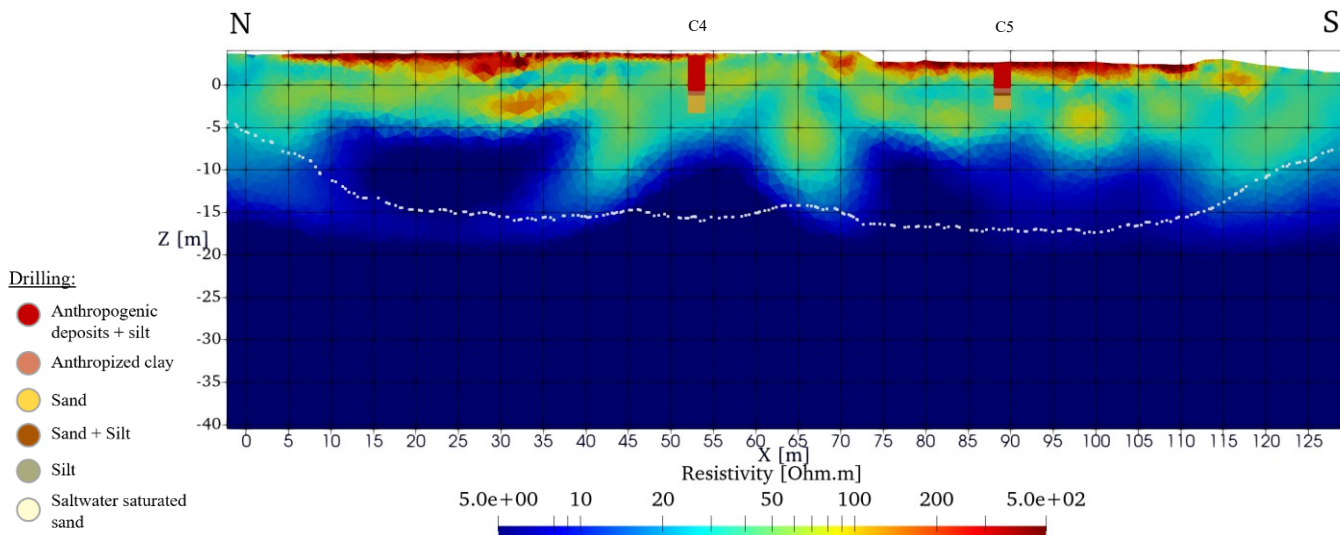 N
C4
C5
S
0
-5
-10
-15
Z [m]
-20
-25
-30
-35
-40
0 5 10 15 20 25 30 35 40 45 50 55 60 65 70 75 80 85 90 95 100 105 110 115 120 125
X [m]
Drilling:
Anthropogenic
deposits + silt
Anthropized clay
Sand
Sand + Silt
Silt
Saltwater saturated
sand
Resistivity [Ohm.m]
5.0e+00 10 20 50 100 200 5.0e+02